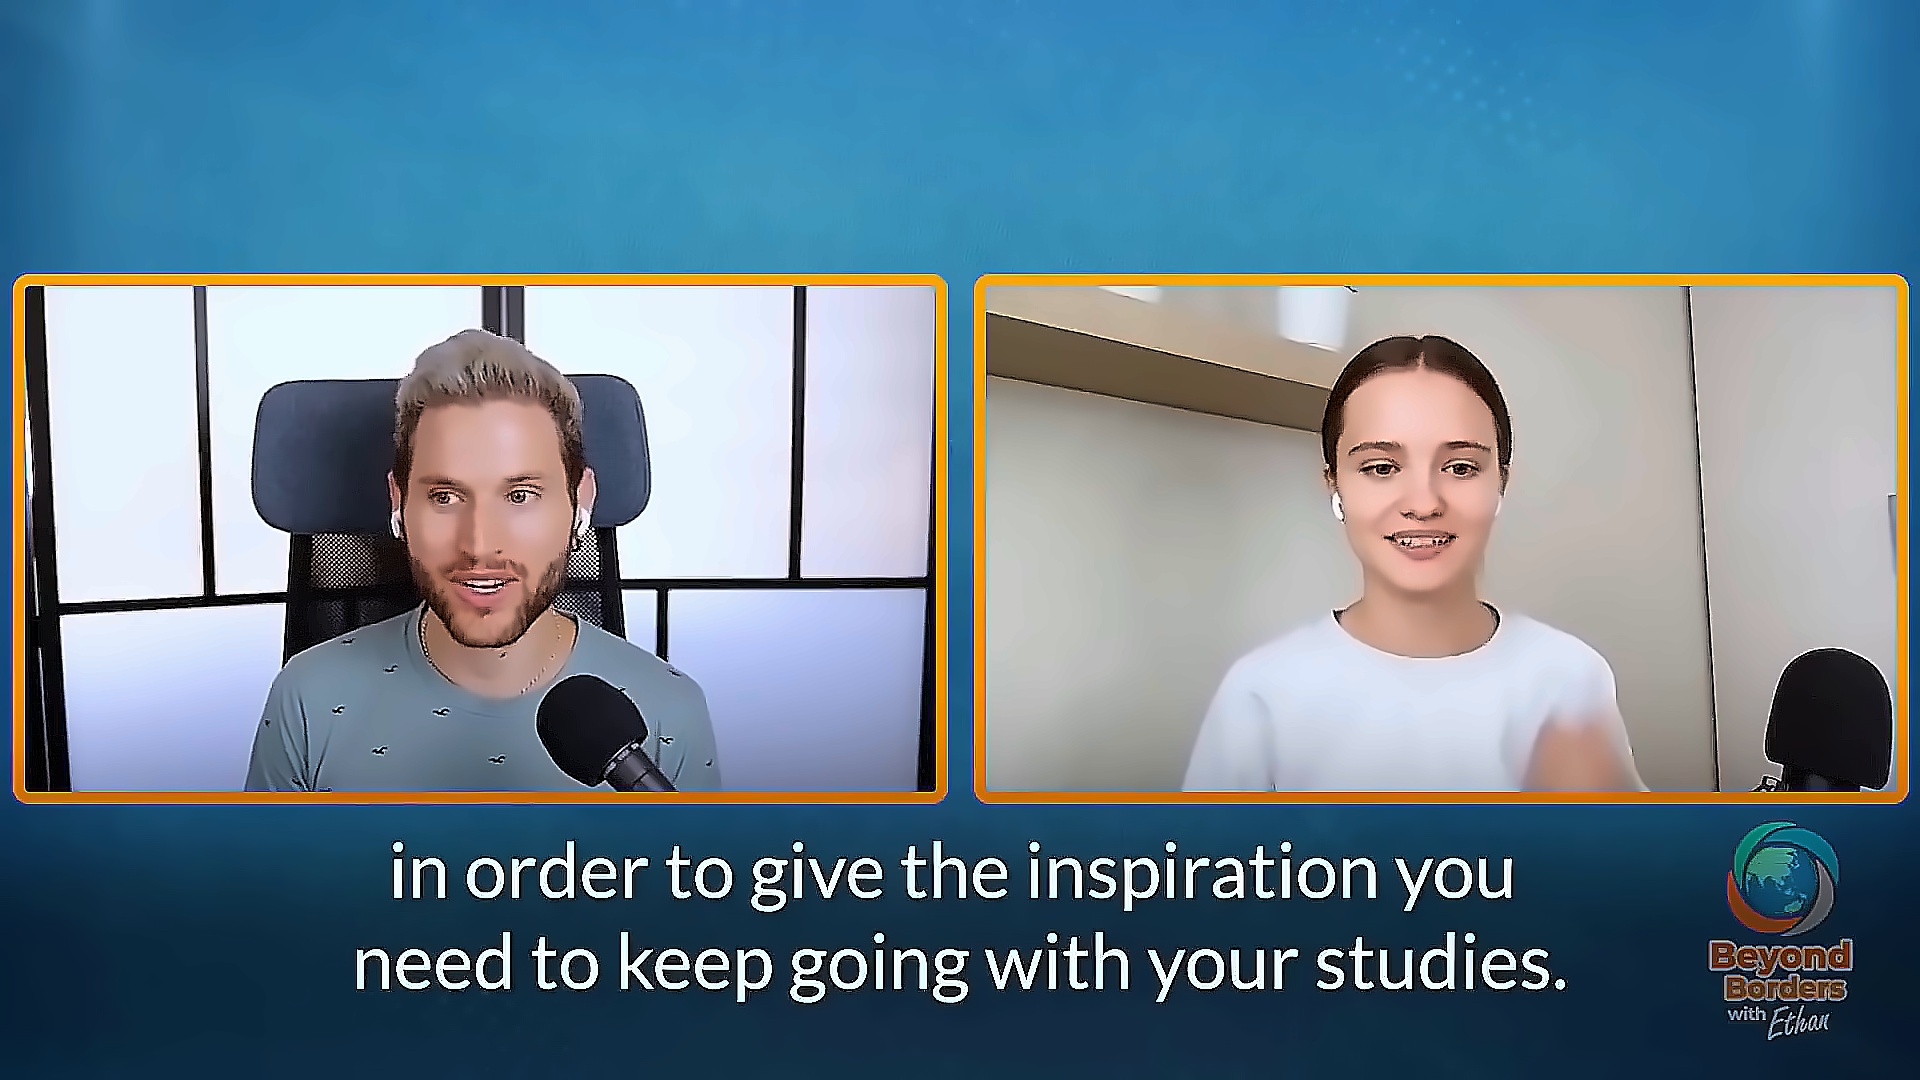 in order to give the inspiration you
need to keep going with your studies.
Beyond
Borders
with Ethan